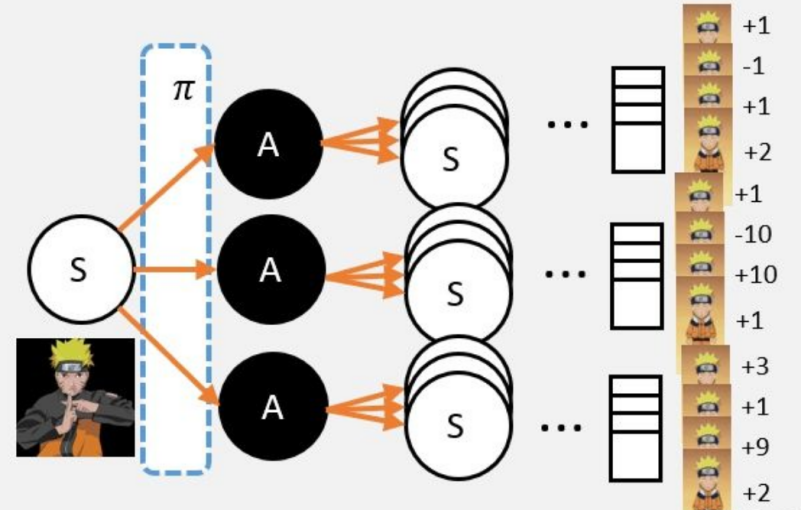 π
S
A
S
...
A
S
...
A
S
...
+1
-1
+1
+2
+1
-10
+10
+1
+3
+1
+9
+2